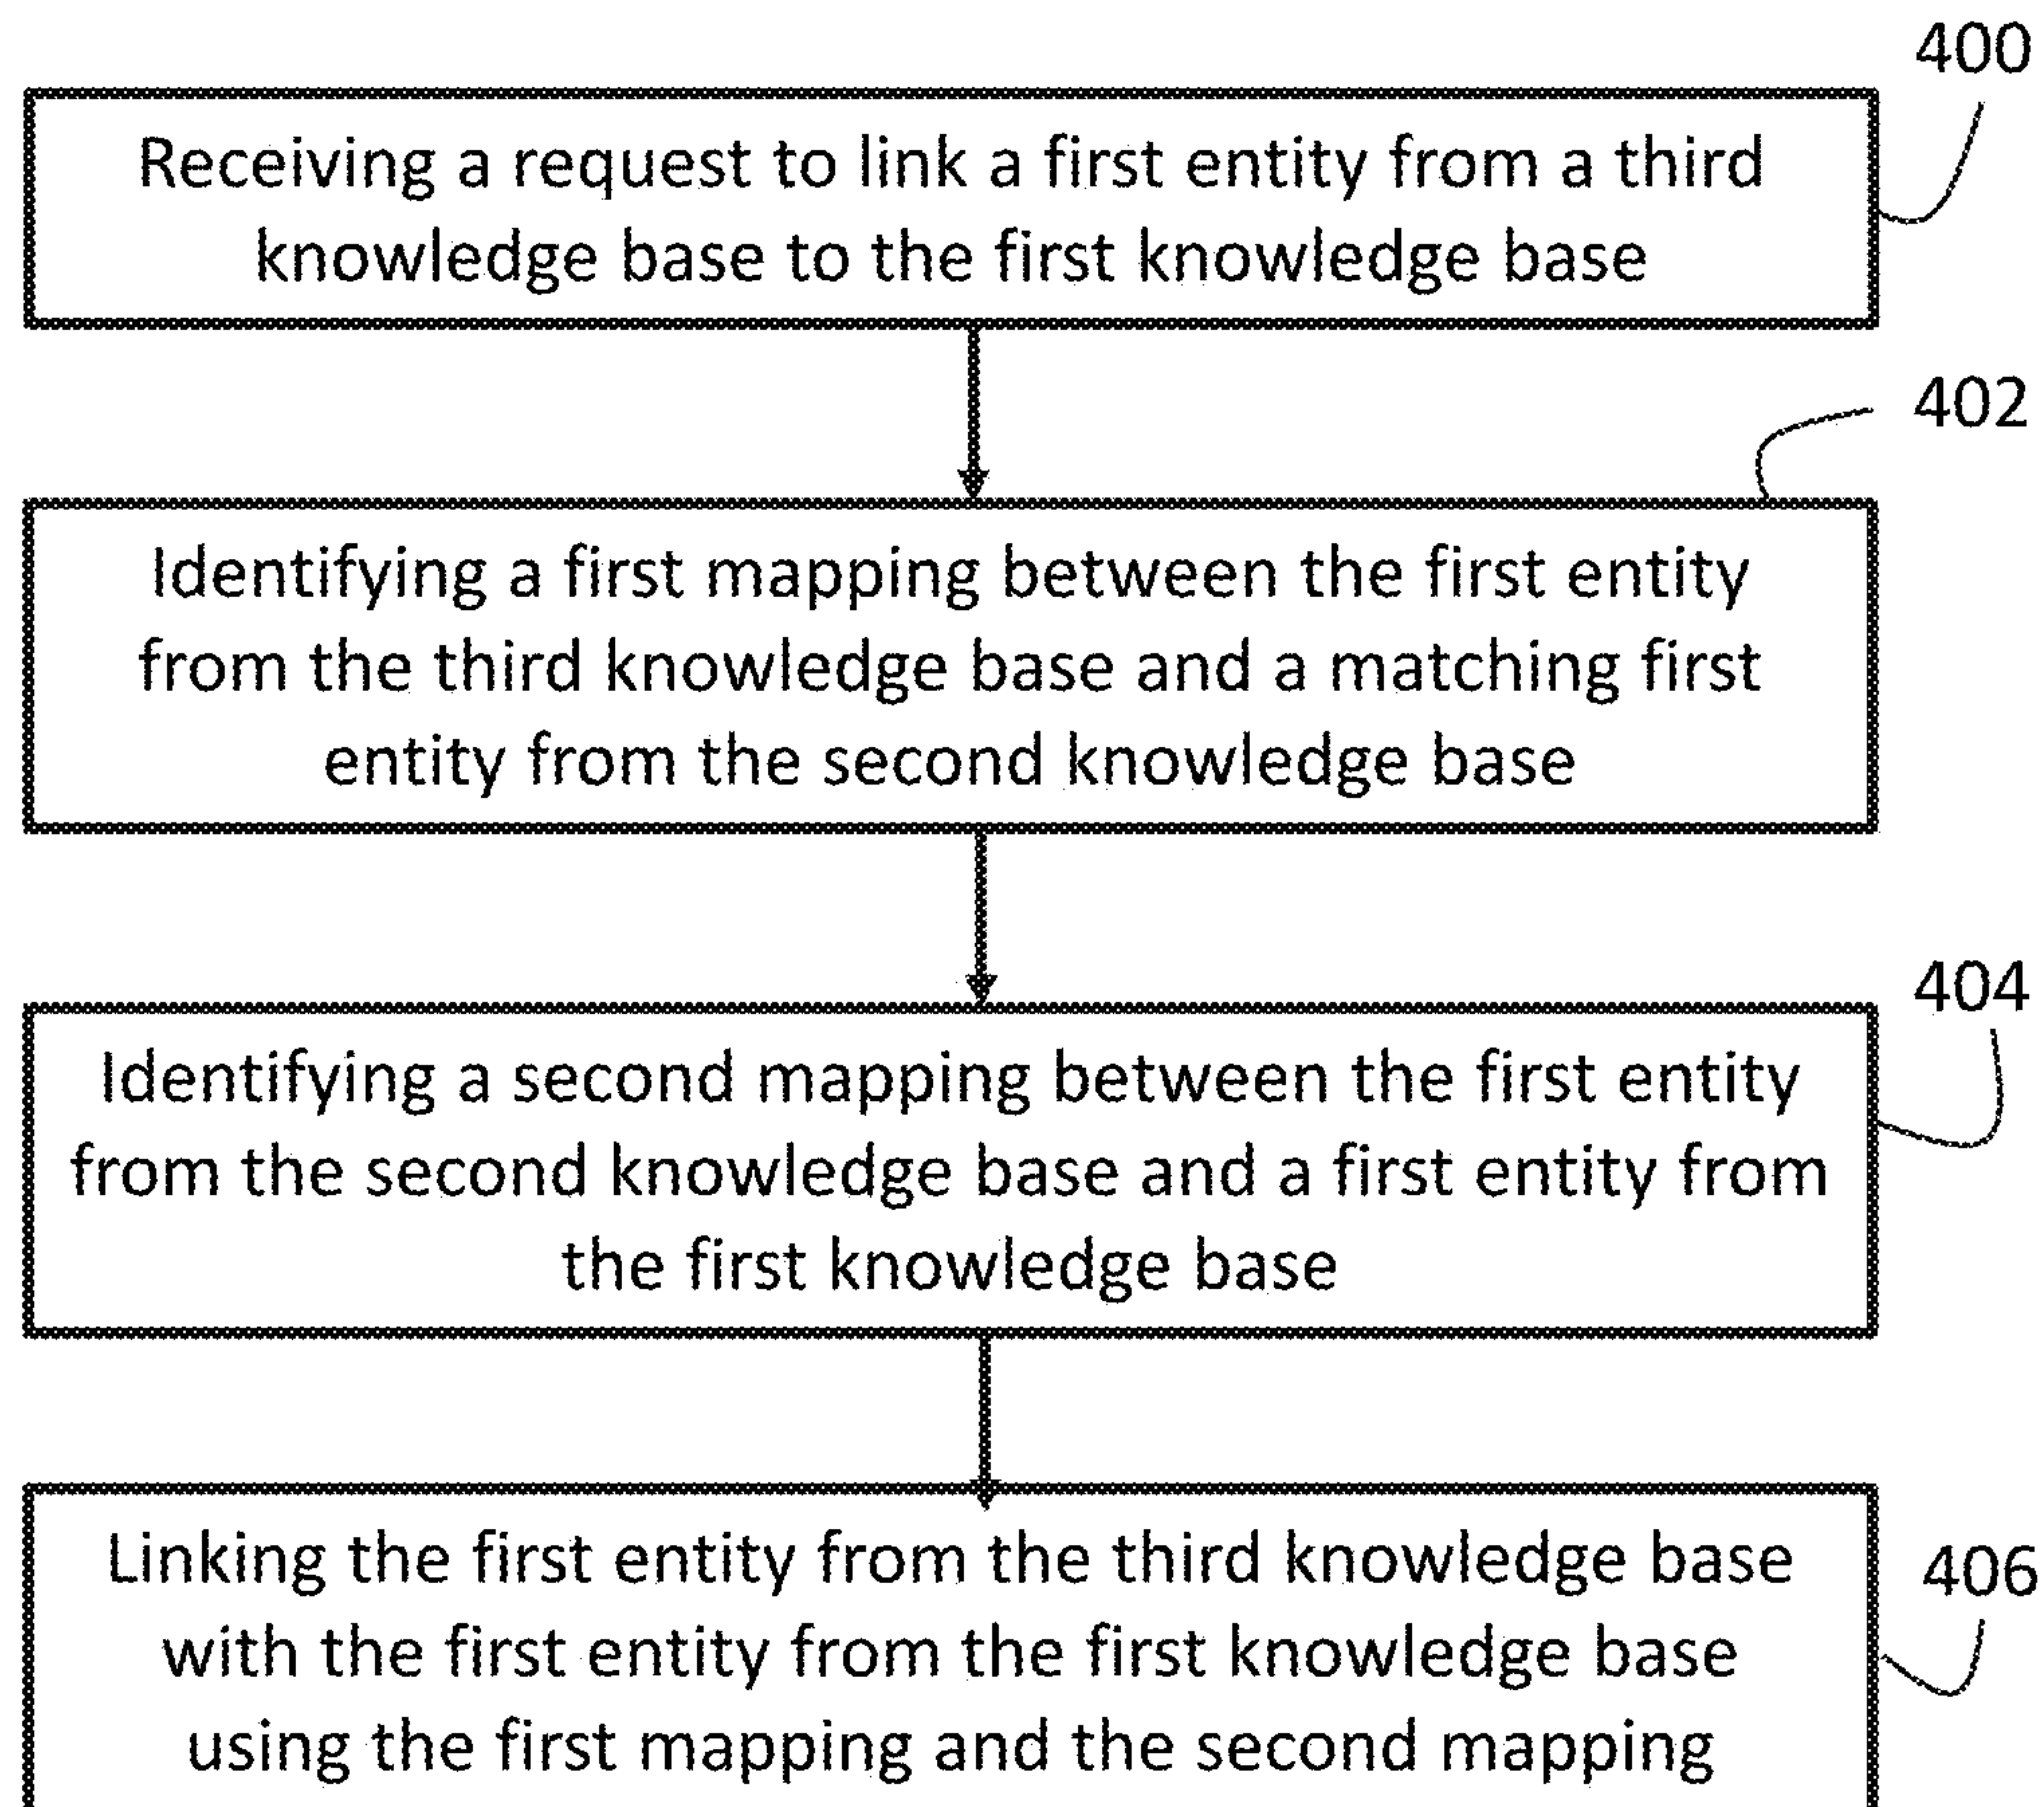 400
Receiving a request to link a first entity from a third
knowledge base to the first knowledge base
402
Identifying a first mapping between the first entity
from the third knowledge base and a matching first
entity from the second knowledge base
404
Identifying a second mapping between the first entity
from the second knowledge base and a first entity from
the first knowledge base
406
Linking the first entity from the third knowledge base
with the first entity from the first knowledge base
using the first mapping and the second mapping